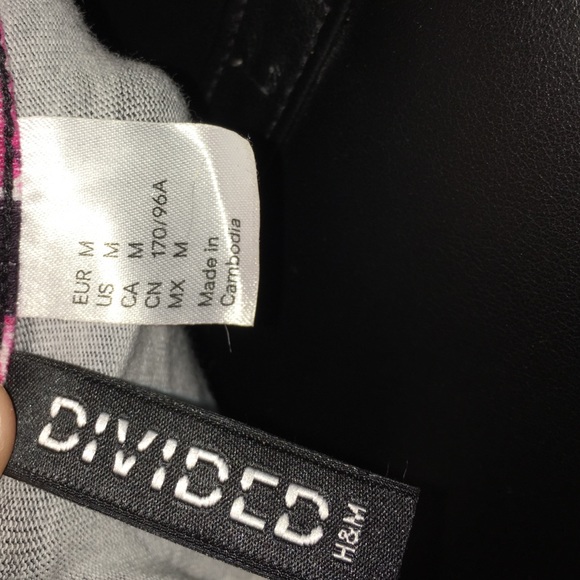 EUR M
US M
CA M
CN 170/96A
MX M
Made in
Cambodia
DIVIDED
H&M